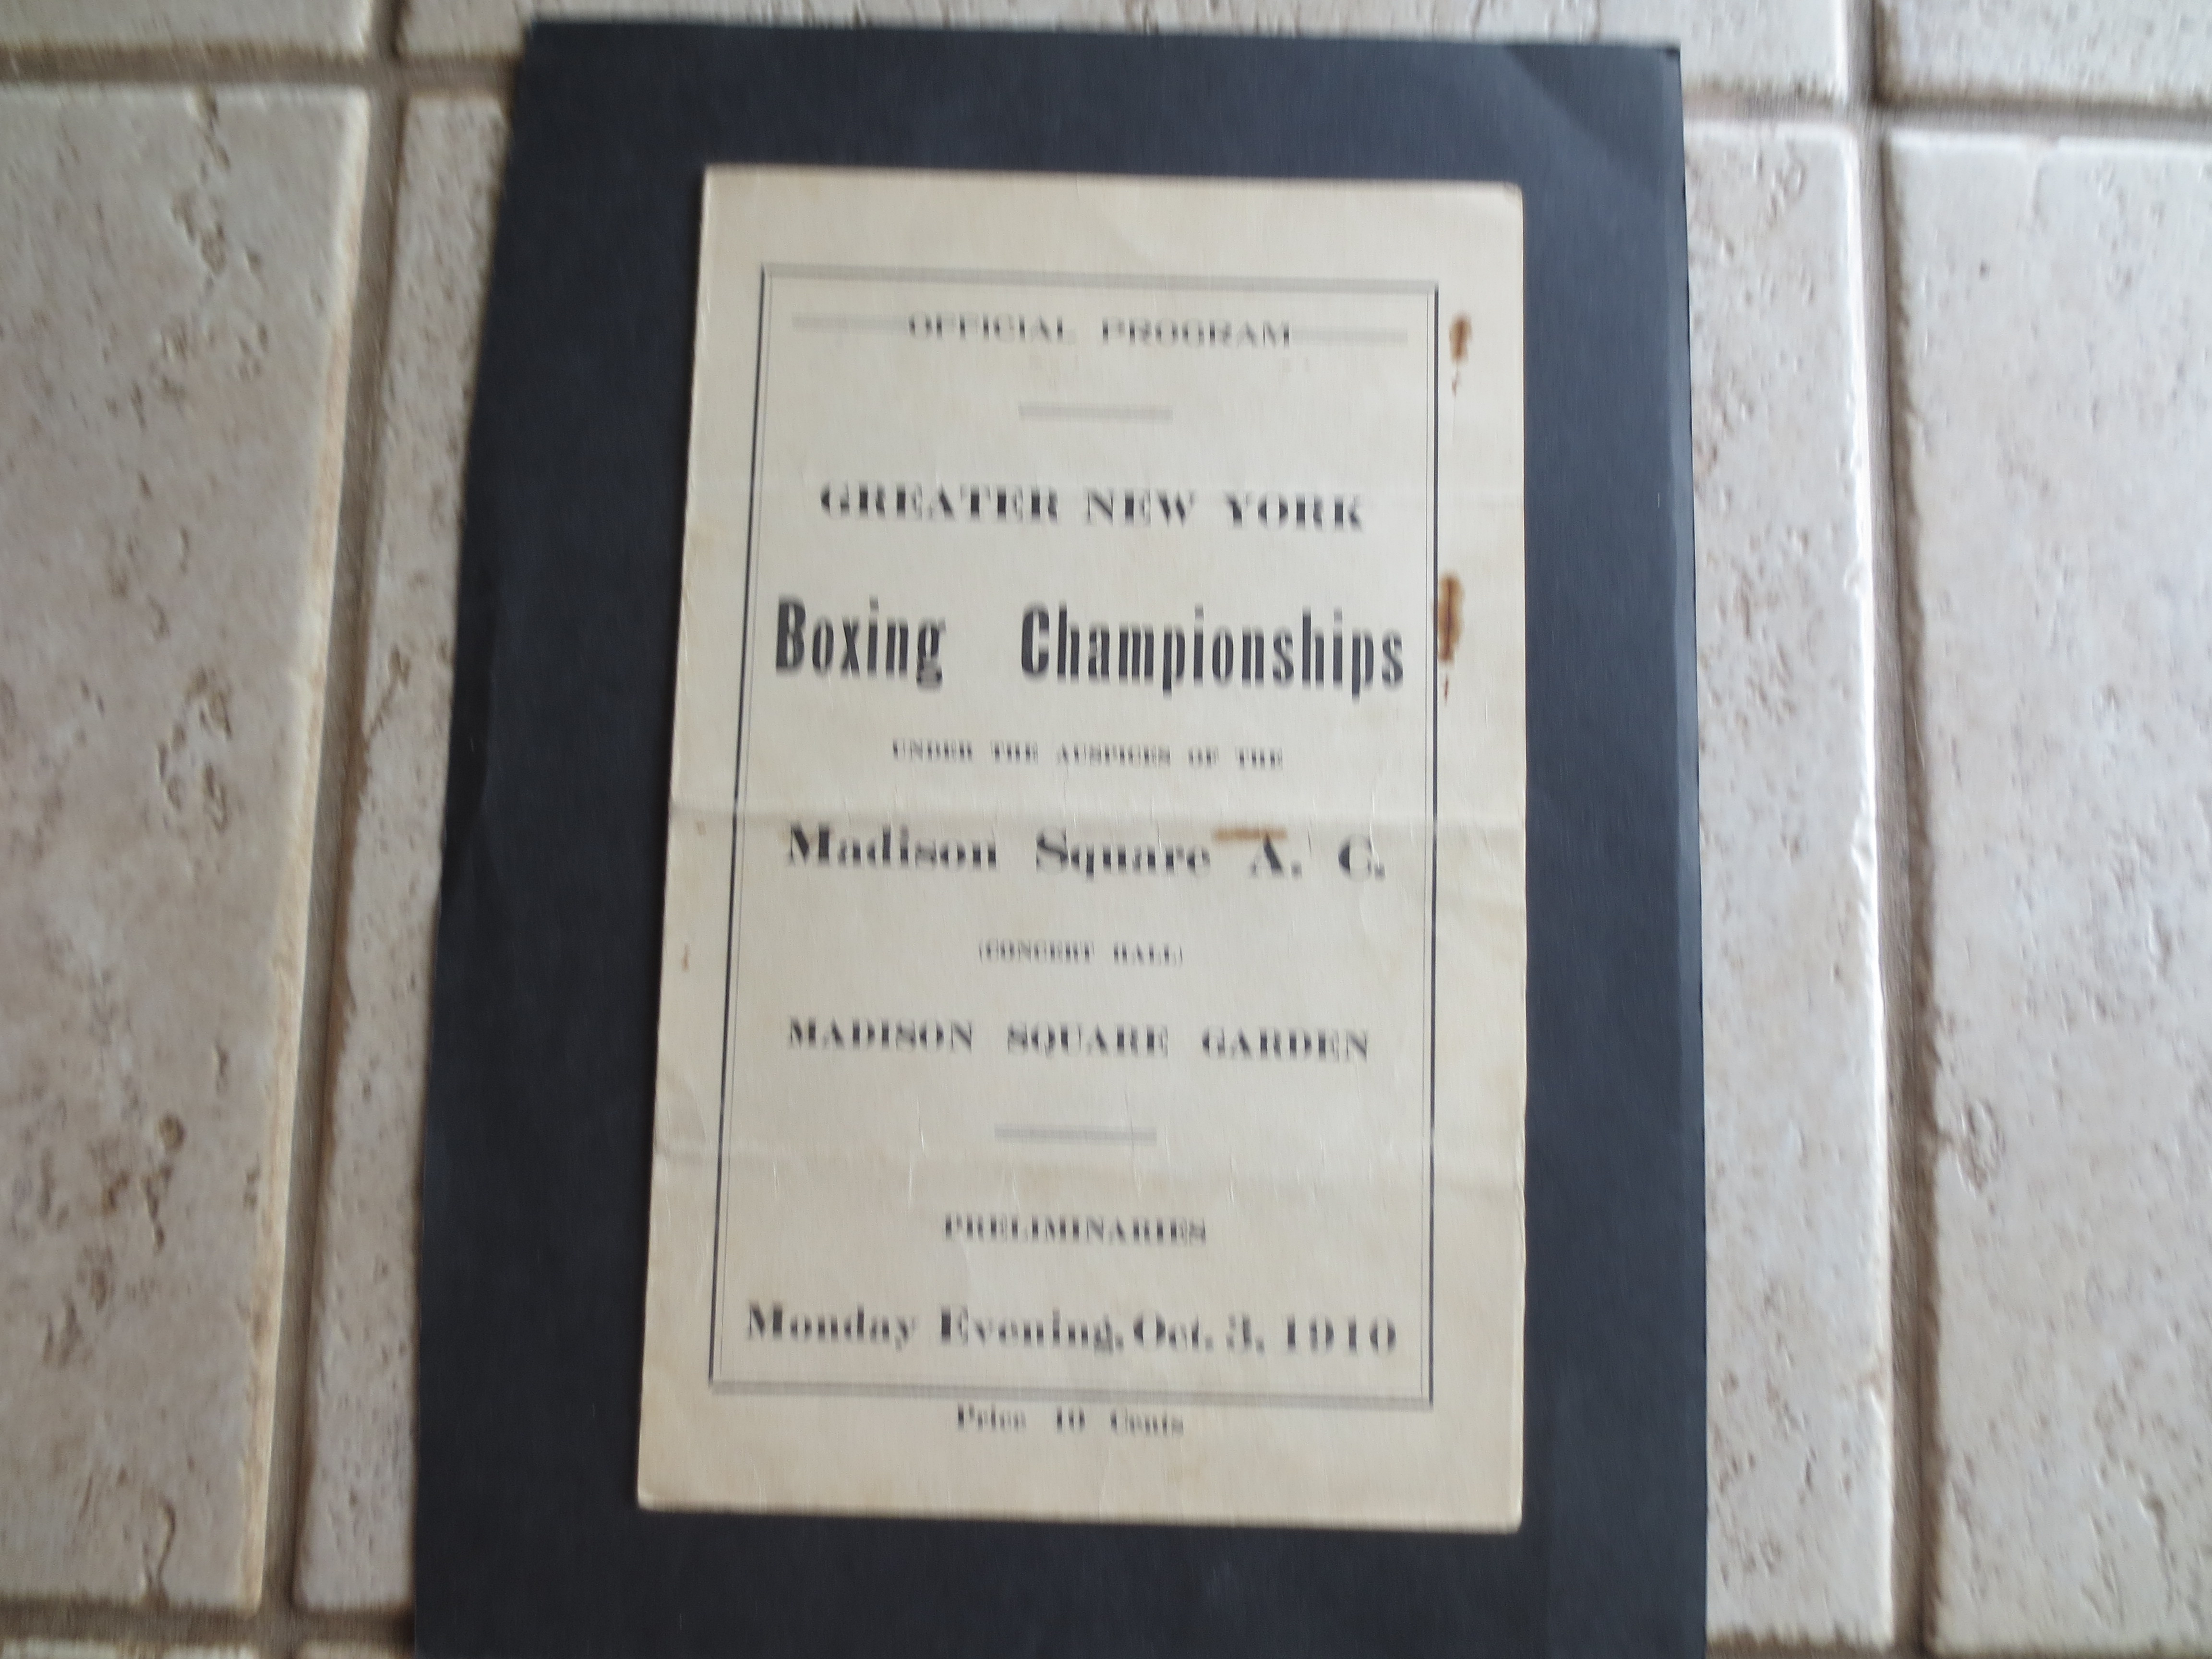 OFFICIAL PROGRAM
GREATER NEW YORK
Boxing Championships
UNDER THE AUSPICES OF THE
Madison Square A. C.
(CONCERT HALL)
MADISON SQUARE GARDEN
PRELIMINARIES
Monday Evening, Oct. 3, 1910
Price 10 Cents